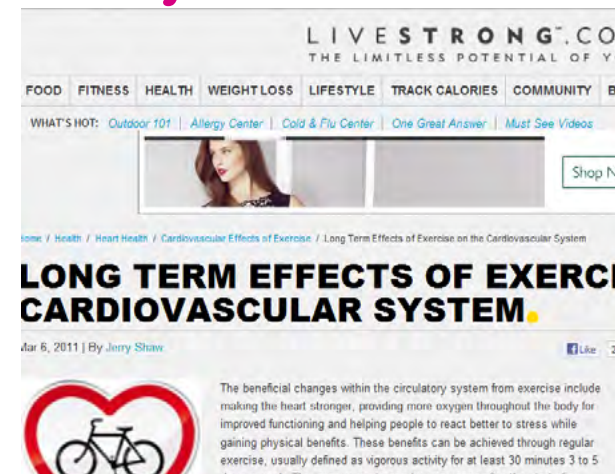 LIVESTRONG™.CO
THE LIMITLESS POTENTIAL OF Y
FOOD FITNESS HEALTH WEIGHT LOSS LIFESTYLE TRACK CALORIES COMMUNITY B
WHAT'S HOT: Outdoor 101 | Allergy Center | Cold & Flu Center | One Great Answer | Must See Videos
Shop N
Home / Health / Heart Health / Cardiovascular Effects of Exercise / Long Term Effects of Exercise on the Cardiovascular System
LONG TERM EFFECTS OF EXERCI
CARDIOVASCULAR SYSTEM.
Mar 6, 2011 | By Jerry Shaw
Like 2
The beneficial changes within the circulatory system from exercise include
making the heart stronger, providing more oxygen throughout the body for
improved functioning and helping people to react better to stress while
gaining physical benefits. These benefits can be achieved through regular
exercise, usually defined as vigorous activity for at least 30 minutes 3 to 5